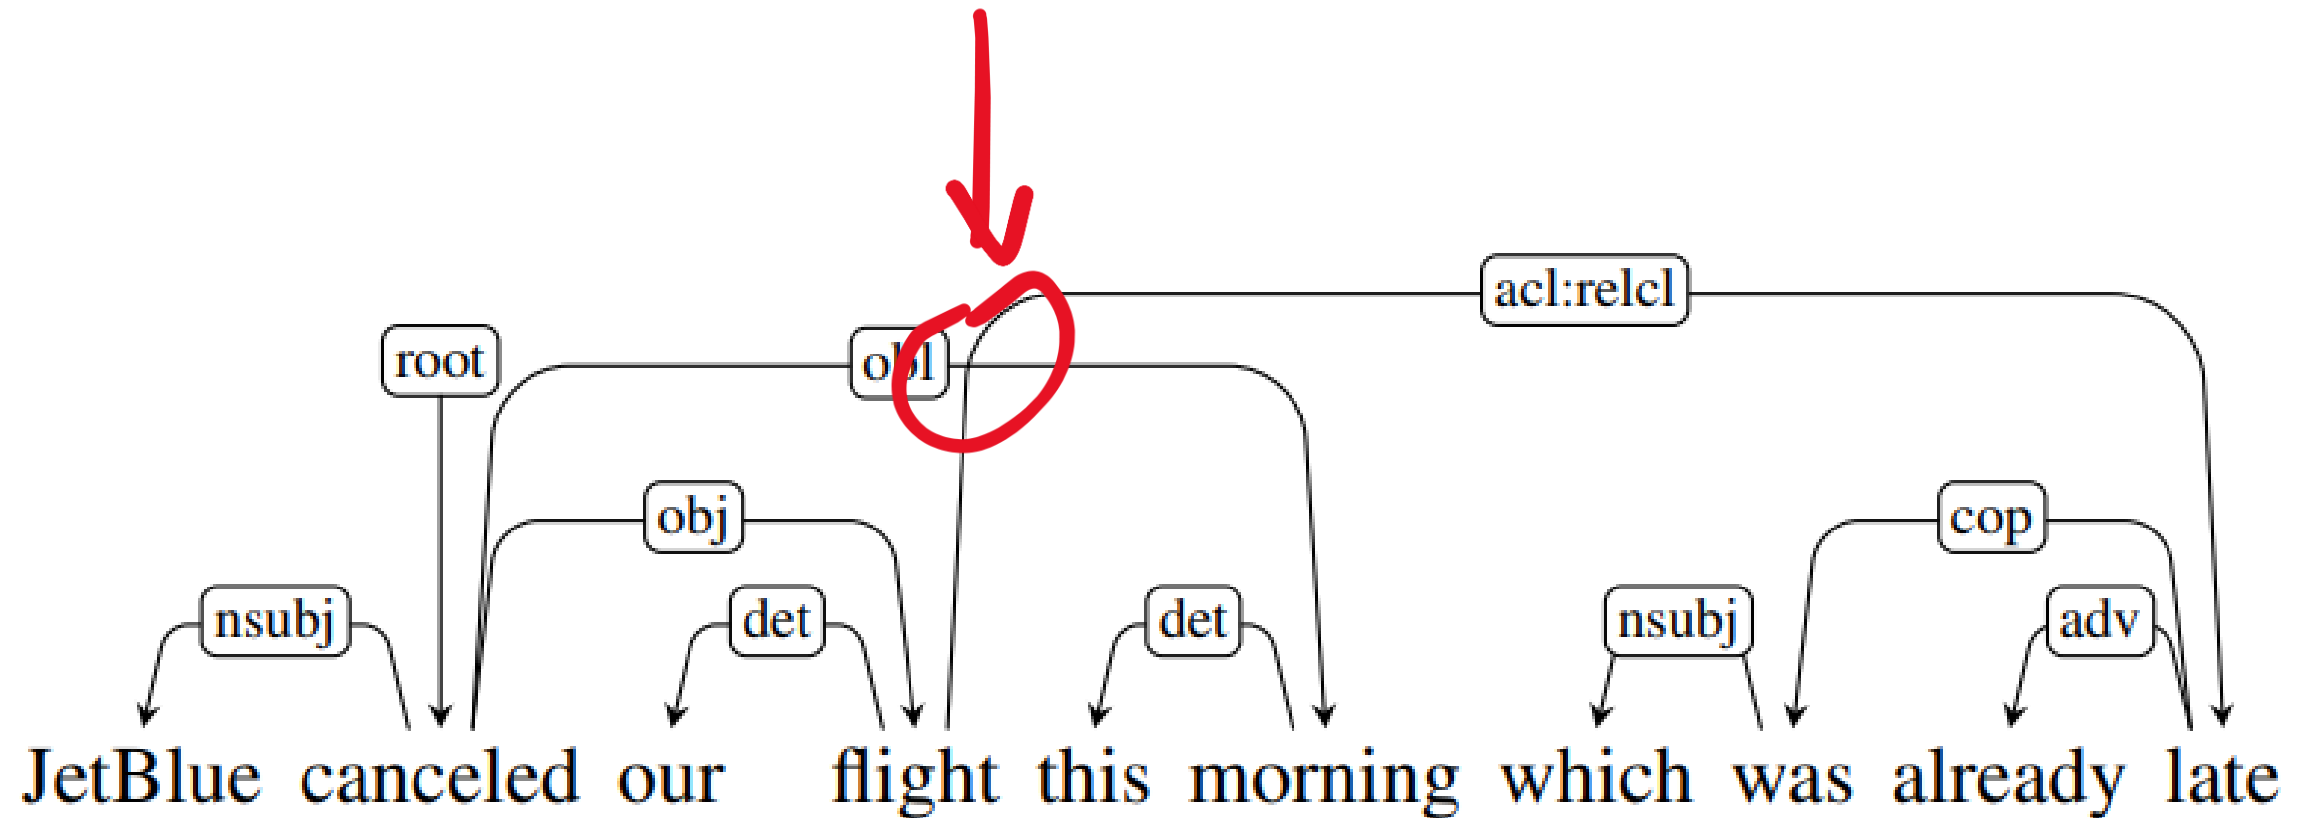 acl:relcl
root obl
obj cop
nsubj det det nsubj adv
JetBlue canceled our flight this morning which was already late